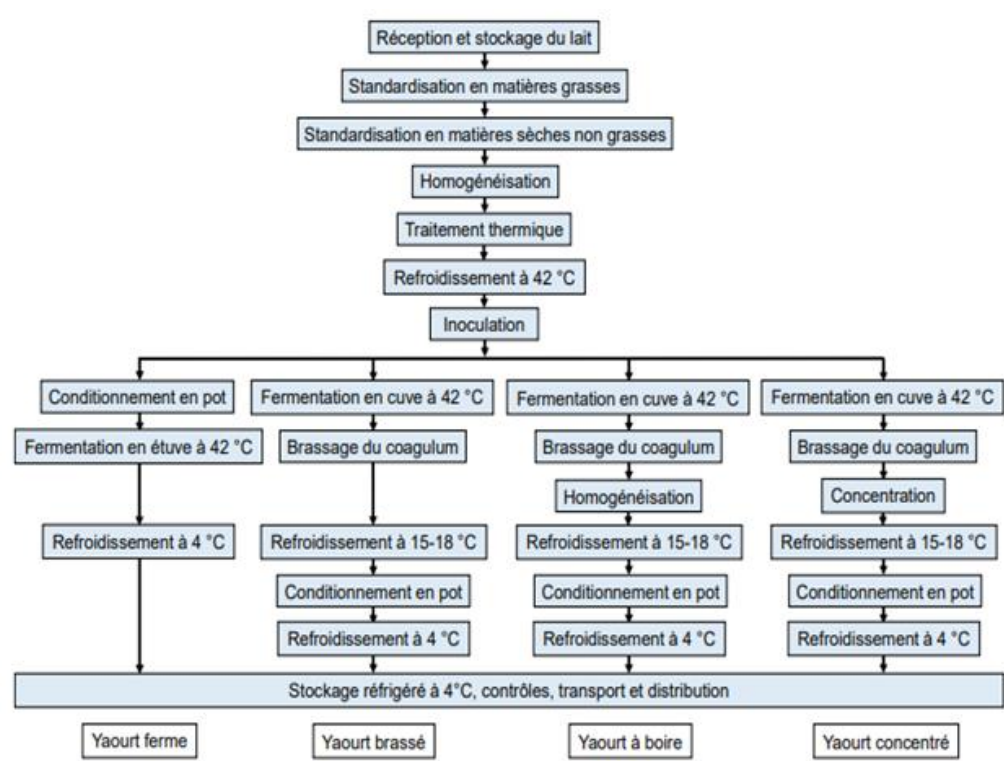 Réception et stockage du lait
Standardisation en matières grasses
Standardisation en matières sèches non grasses
Homogénéisation
Traitement thermique
Refroidissement à 42 °C
Inoculation
Conditionnement en pot
Fermentation en cuve à 42 °C
Fermentation en cuve à 42 °C
Fermentation en cuve à 42 °C
Fermentation en étuve à 42 °C
Brassage du coagulum
Brassage du coagulum
Brassage du coagulum
Homogénéisation
Concentration
Refroidissement à 4 °C
Refroidissement à 15-18 °C
Refroidissement à 15-18 °C
Refroidissement à 15-18 °C
Conditionnement en pot
Conditionnement en pot
Conditionnement en pot
Refroidissement à 4 °C
Refroidissement à 4 °C
Refroidissement à 4 °C
Stockage réfrigéré à 4°C, contrôles, transport et distribution
Yaourt ferme
Yaourt brassé
Yaourt à boire
Yaourt concentré